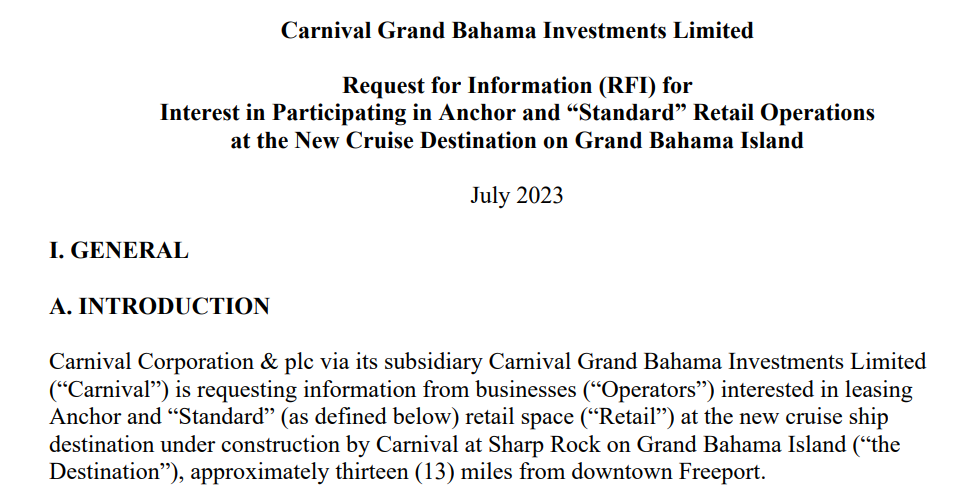 Carnival Grand Bahama Investments Limited
Request for Information (RFI) for
Interest in Participating in Anchor and “Standard” Retail Operations
at the New Cruise Destination on Grand Bahama Island
July 2023
I. GENERAL
A. INTRODUCTION
Carnival Corporation & plc via its subsidiary Carnival Grand Bahama Investments Limited
(“Carnival”) is requesting information from businesses (“Operators”) interested in leasing
Anchor and “Standard” (as defined below) retail space (“Retail”) at the new cruise ship
destination under construction by Carnival at Sharp Rock on Grand Bahama Island (“the
Destination”), approximately thirteen (13) miles from downtown Freeport.